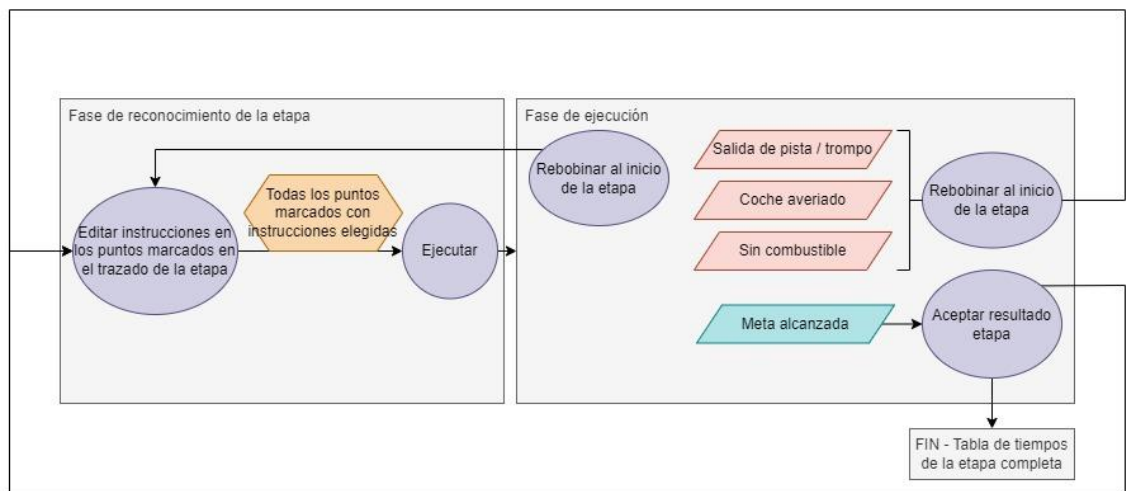 Fase de reconocimiento de la etapa
Editar instrucciones en
los puntos marcados en
el trazado de la etapa
Todas los puntos
marcados con
instrucciones elegidas
Ejecutar
Fase de ejecución
Rebobinar al inicio
de la etapa
Salida de pista / trompo
Coche averiado
Sin combustible
Rebobinar al inicio
de la etapa
Meta alcanzada
Aceptar resultado
etapa
FIN - Tabla de tiempos
de la etapa completa